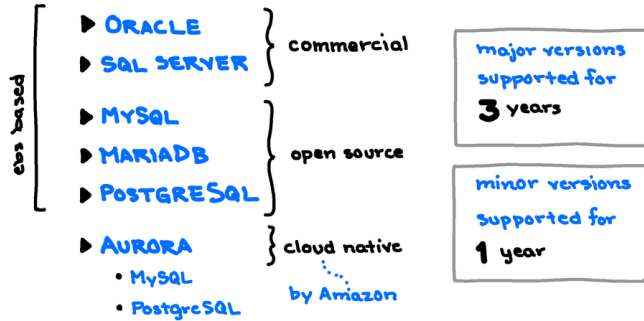 ebs based
ORACLE
SQL SERVER
commercial
MYSQL
MARIADB
POSTGRESQL
open source
AURORA
cloud native
• MySQL
• PostgreSQL
by Amazon
major versions
supported for
3 years
minor versions
supported for
1 year